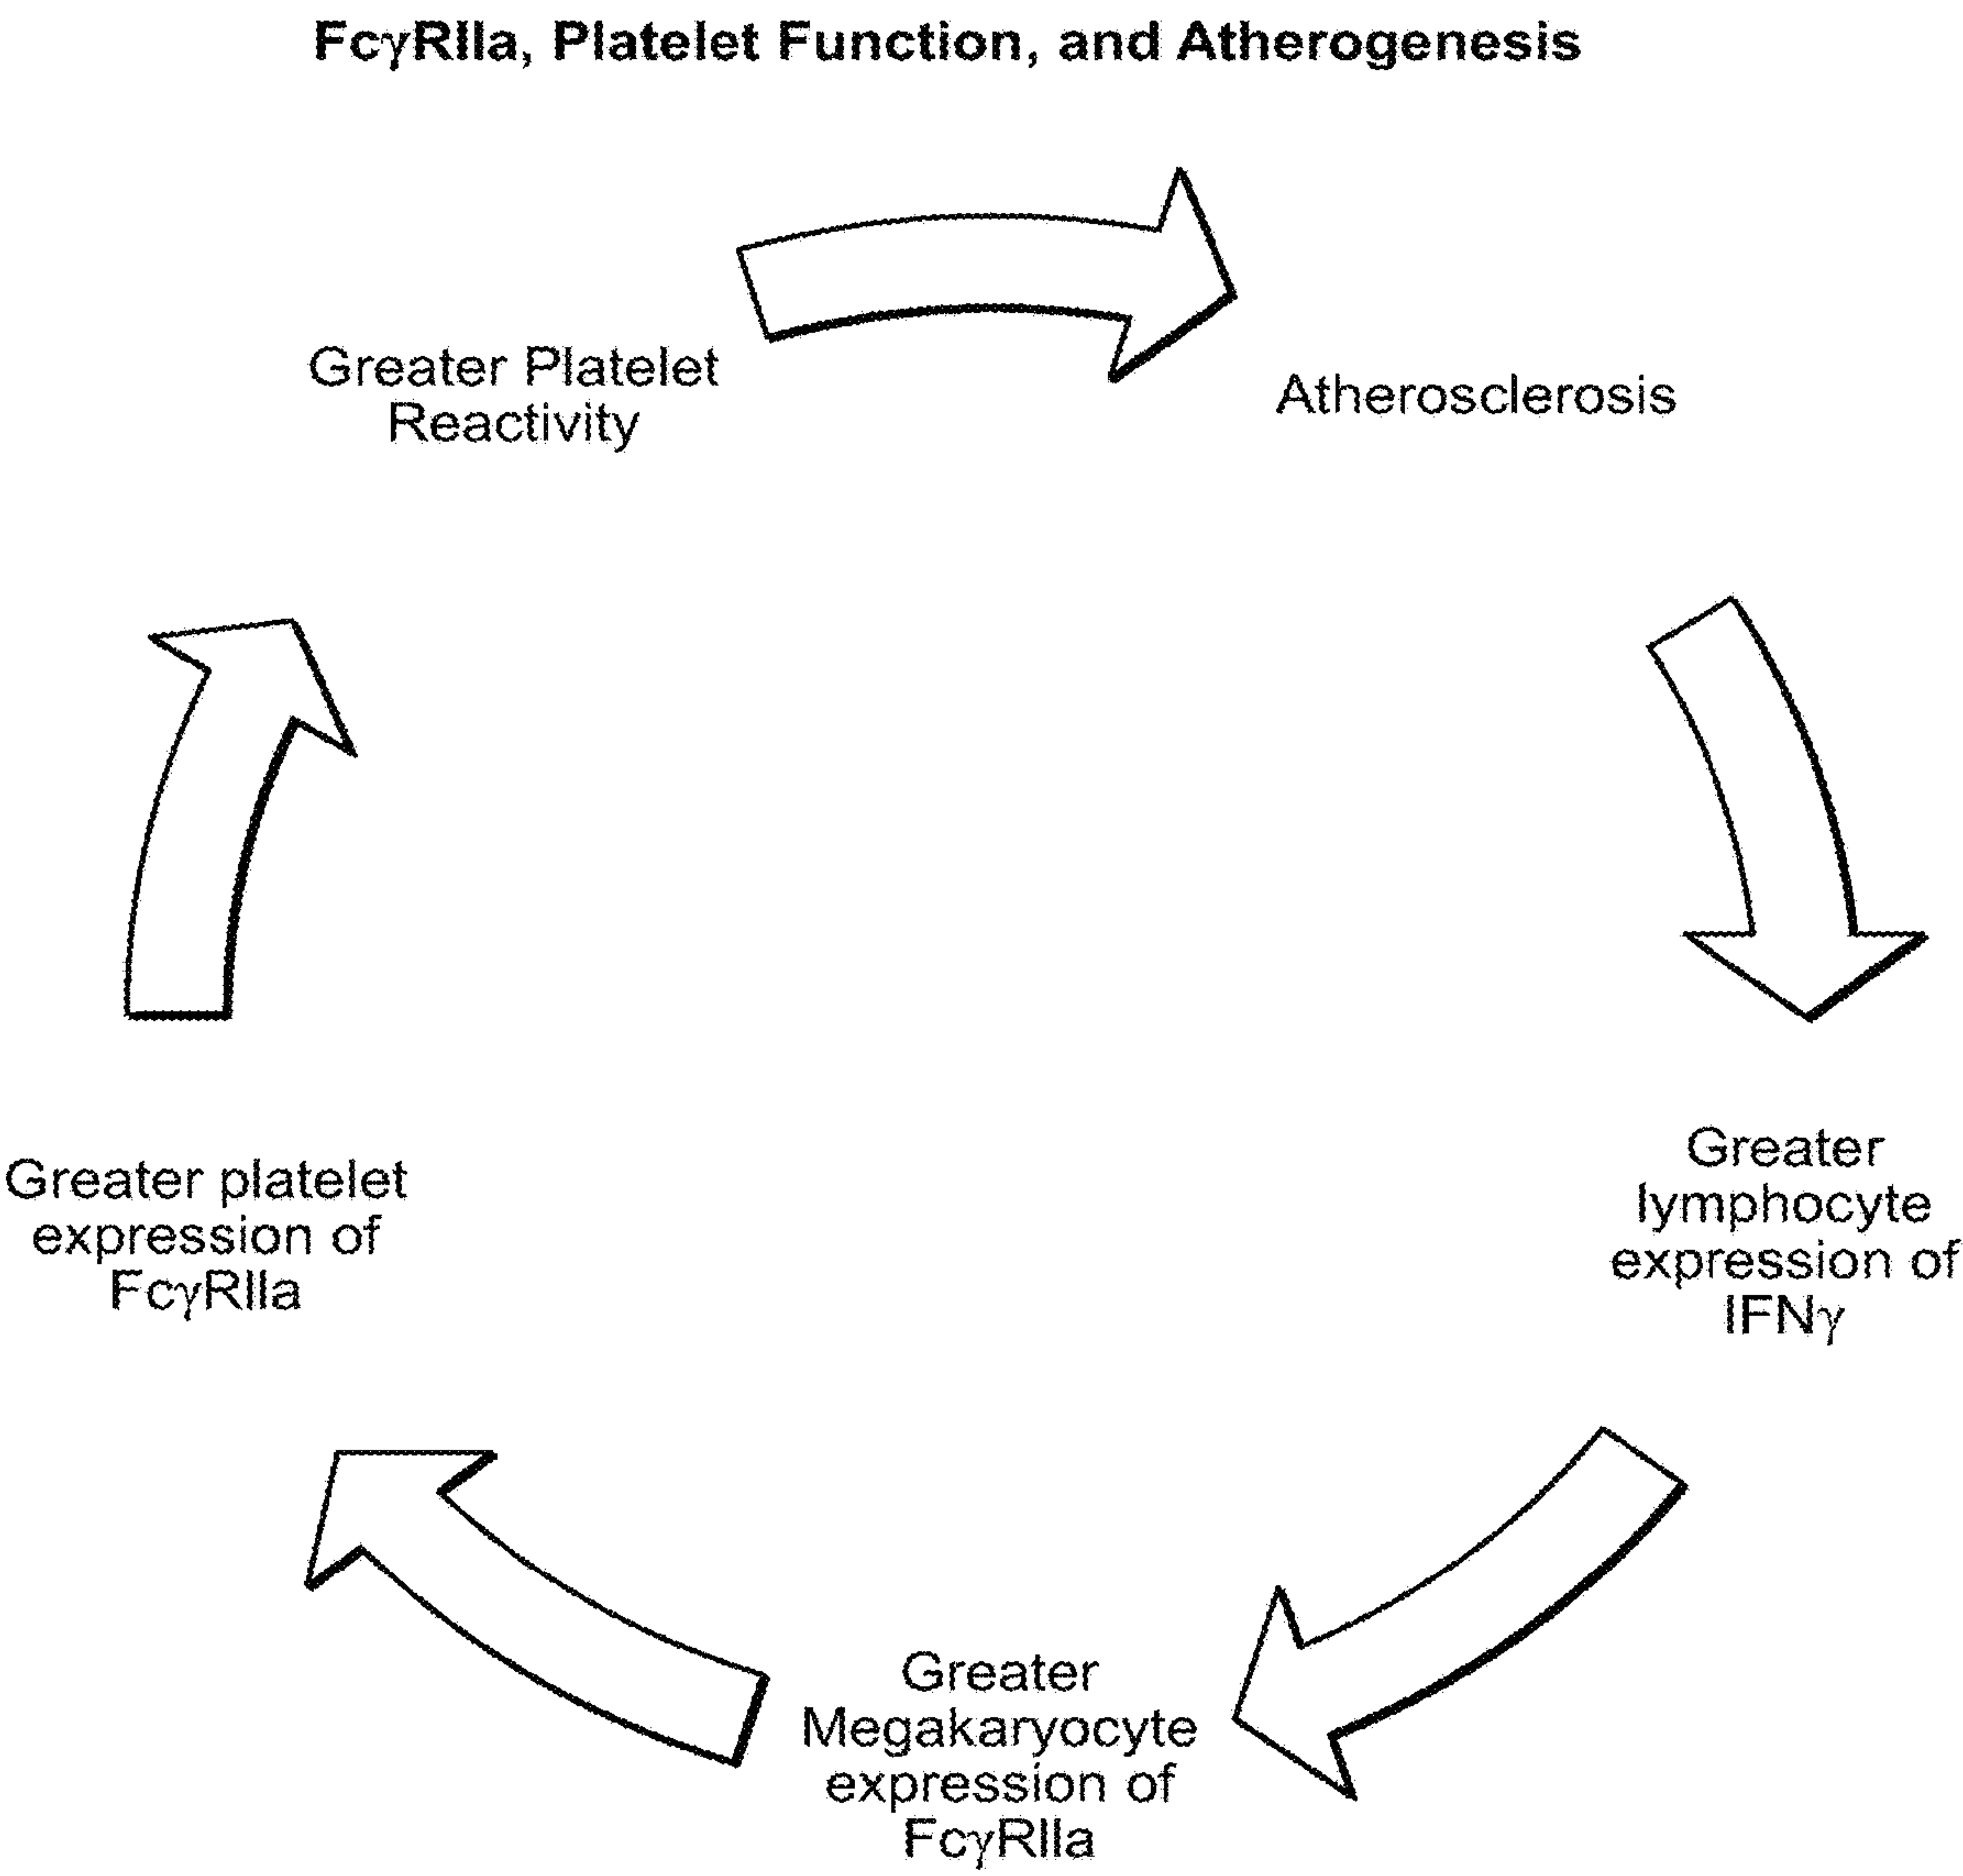 FcγRIIa, Platelet Function, and Atherogenesis
Greater Platelet
Reactivity
Atherosclerosis
Greater
lymphocyte
expression of
IFNγ
Greater
Megakaryocyte
expression of
FcγRIIa
Greater platelet
expression of
FcγRIIa